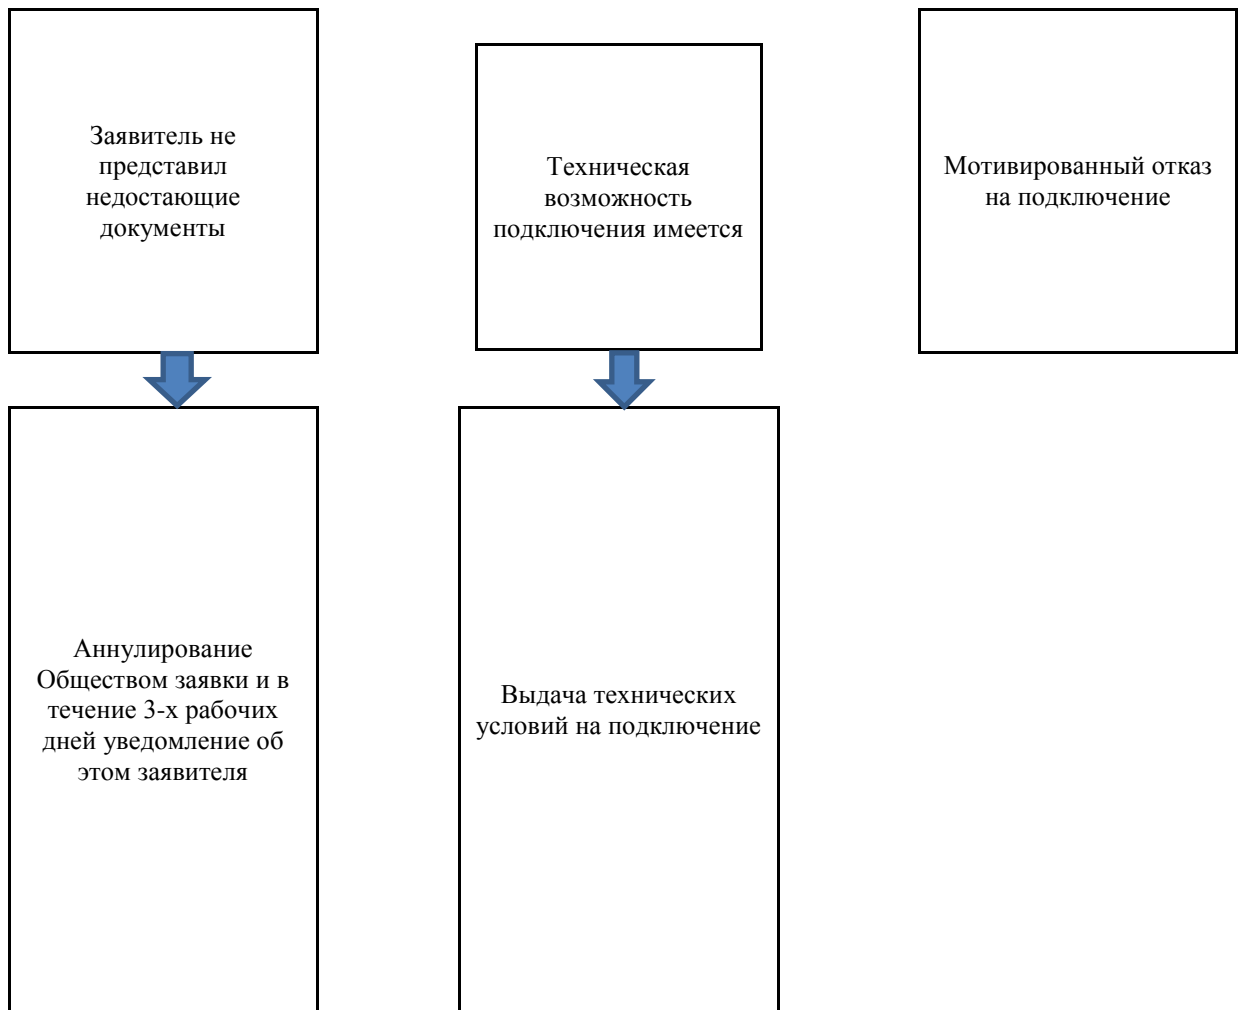 Заявитель не
представил
недостающие
документы
Техническая
возможность
подключения имеется
Мотивированный отказ
на подключение
Аннулирование
Обществом заявки и в
течение 3-х рабочих
дней уведомление об
этом заявителя
Выдача технических
условий на подключение